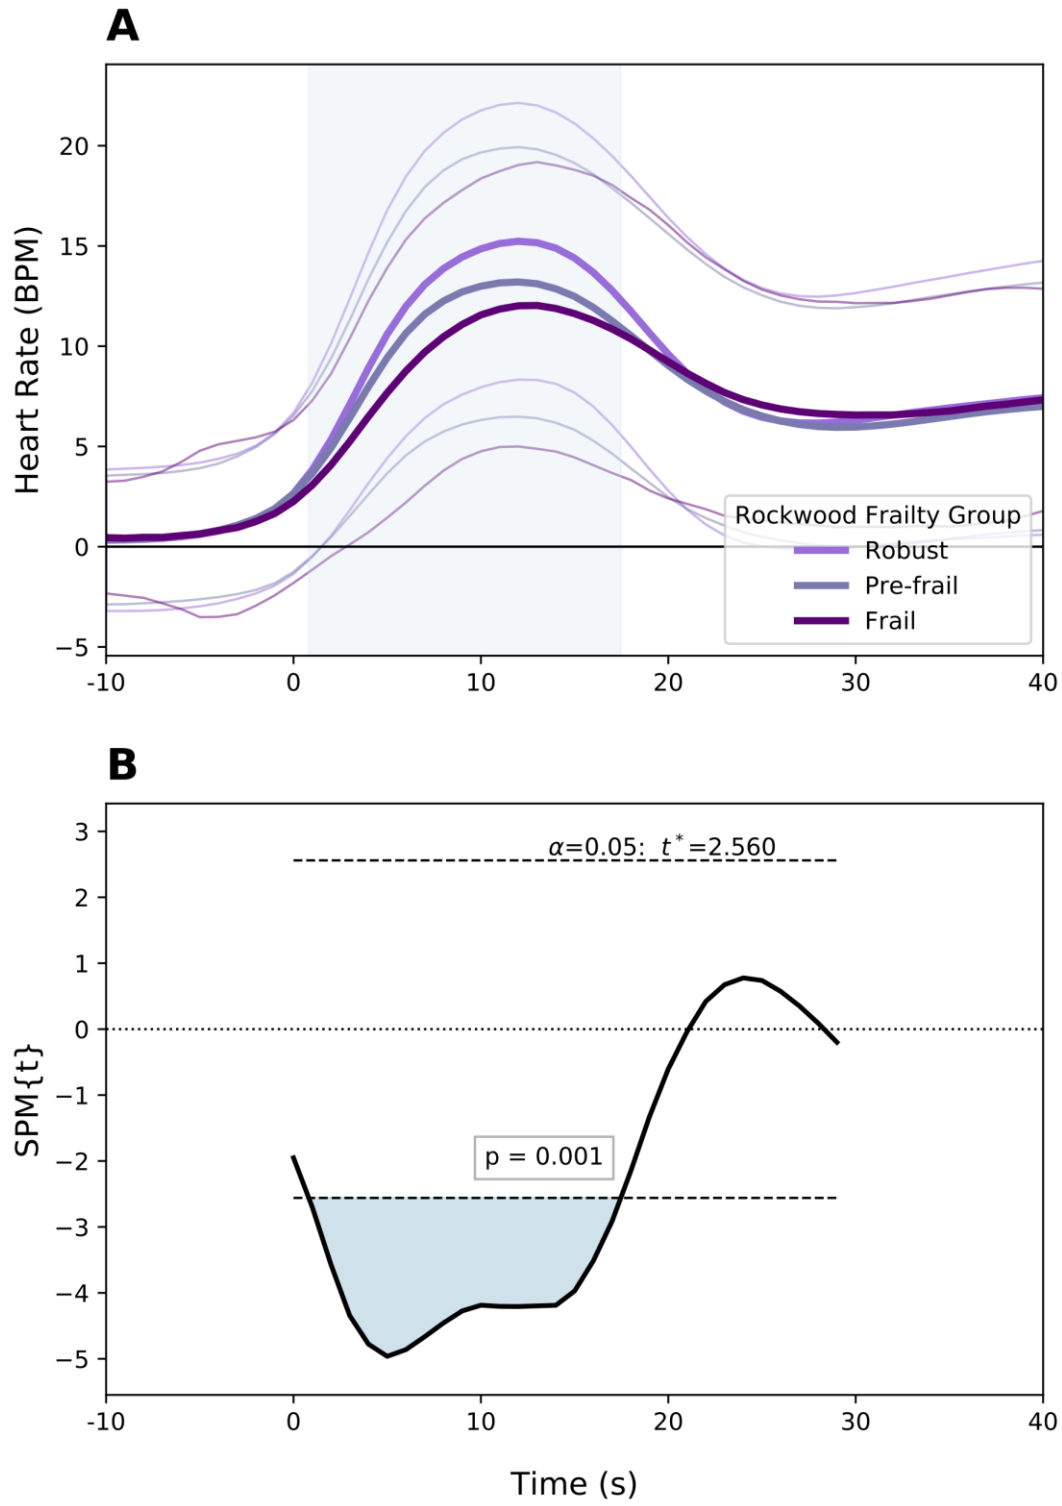 A
Heart Rate (BPM)
20
15
10
5
0
−5
Rockwood Frailty Group
Robust
Pre-frail
Frail
-10 0 10 20 30 40
B
SPM{t}
3
2
1
0
−1
−2
−3
−4
−5
α=0.05: t*=2.560
p = 0.001
-10 0 10 20 30 40
Time (s)